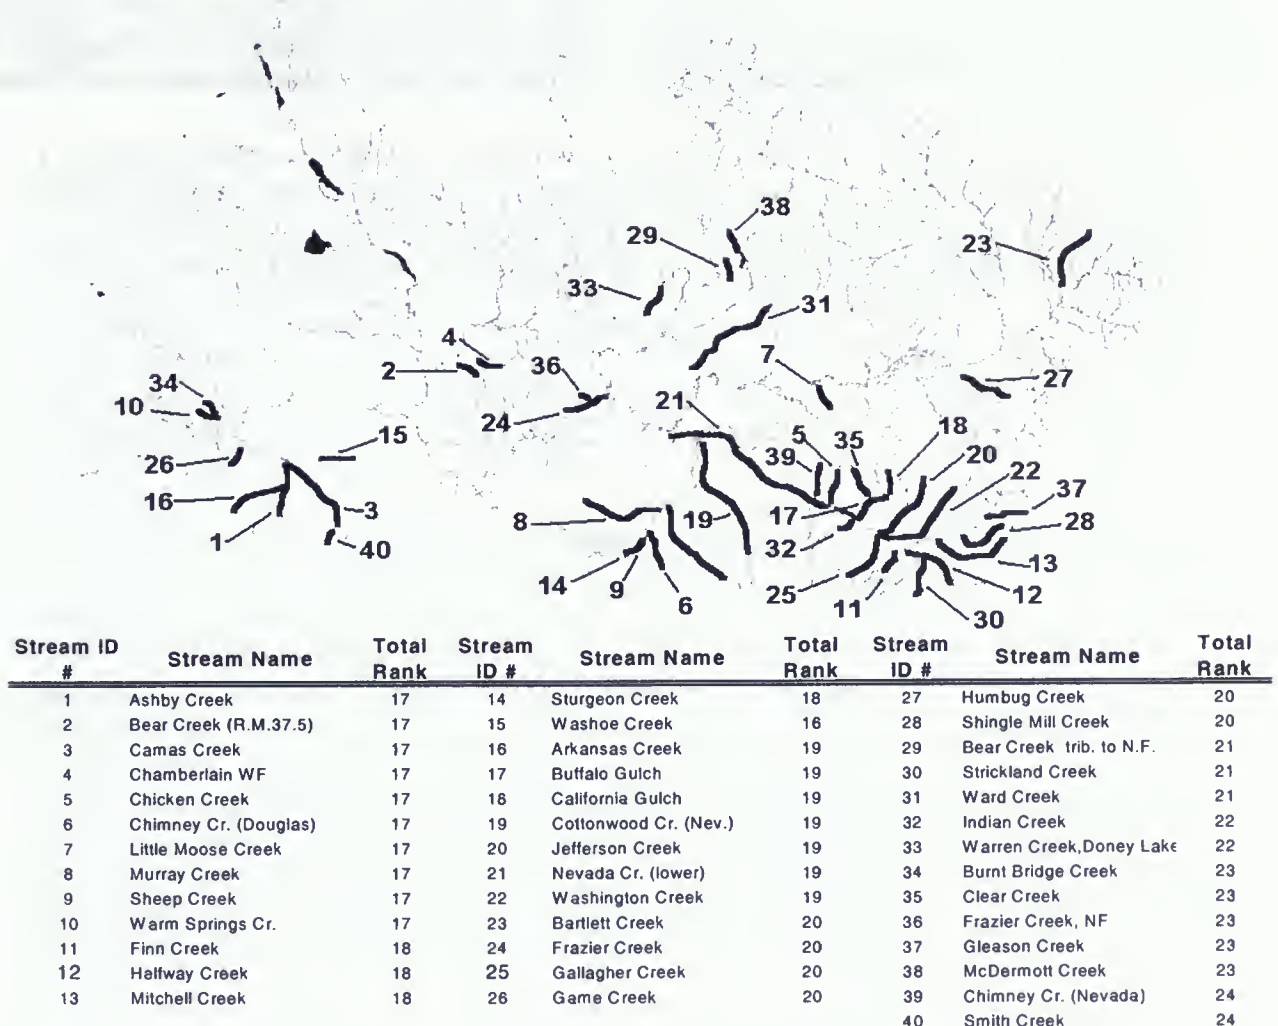 38
29
23
33
31
4
7
36
2
34
27
10
21
24
18
15
5
35
39
20
26
22
16
37
3
8
19
17
28
1
32
40
13
14
9
25
12
6
11
30
Stream ID # Stream Name Total Rank Stream ID # Stream Name Total Rank Stream ID # Stream Name Total Rank
1 Ashby Creek 17 14 Sturgeon Creek 18 27 Humbug Creek 20
2 Bear Creek (R.M.37.5) 17 15 Washoe Creek 16 28 Shingle Mill Creek 20
3 Camas Creek 17 16 Arkansas Creek 19 29 Bear Creek trib. to N.F. 21
4 Chamberlain WF 17 17 Buffalo Gulch 19 30 Strickland Creek 21
5 Chicken Creek 17 18 California Gulch 19 31 Ward Creek 21
6 Chimney Cr. (Douglas) 17 19 Cottonwood Cr. (Nev.) 19 32 Indian Creek 22
7 Little Moose Creek 17 20 Jefferson Creek 19 33 Warren Creek,Doney Lake 22
8 Murray Creek 17 21 Nevada Cr. (lower) 19 34 Burnt Bridge Creek 23
9 Sheep Creek 17 22 Washington Creek 19 35 Clear Creek 23
10 Warm Springs Cr. 17 23 Bartlett Creek 20 36 Frazier Creek, NF 23
11 Finn Creek 18 24 Frazier Creek 20 37 Gleason Creek 23
12 Halfway Creek 18 25 Gallagher Creek 20 38 McDermott Creek 23
13 Mitchell Creek 18 26 Game Creek 20 39 Chimney Cr. (Nevada) 24
40 Smith Creek 24